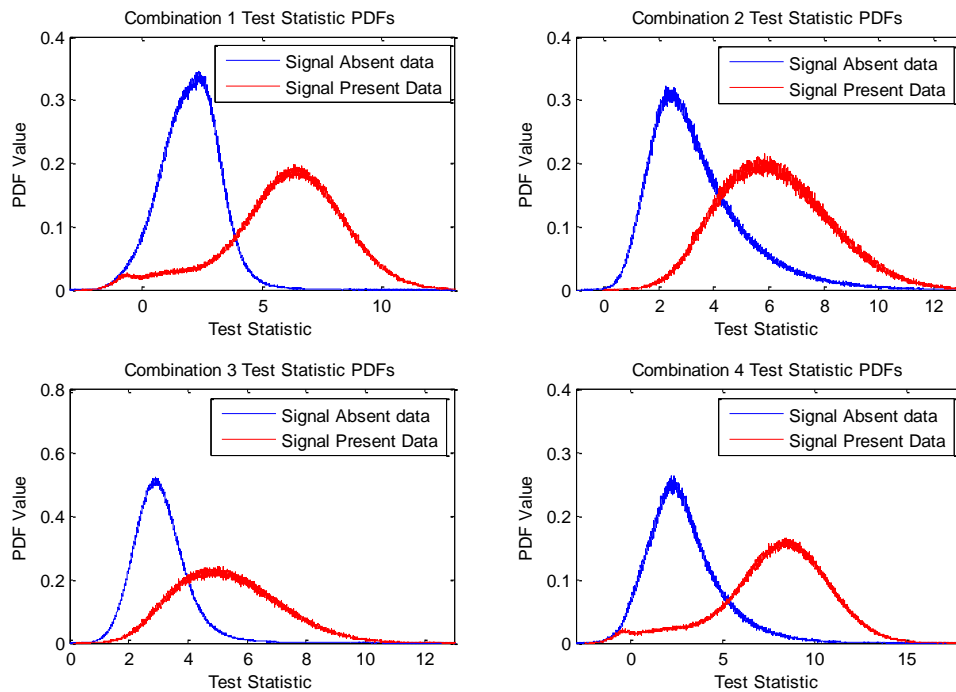 Combination 1 Test Statistic PDFs
0.4
0.3
0.2
0.1
0
PDF Value
Signal Absent data
Signal Present Data
0 5 10
Test Statistic
Combination 2 Test Statistic PDFs
0.4
0.3
0.2
0.1
0
PDF Value
Signal Absent data
Signal Present Data
0 2 4 6 8 10 12
Test Statistic
Combination 3 Test Statistic PDFs
0.8
0.6
0.4
0.2
0
PDF Value
Signal Absent data
Signal Present Data
0 2 4 6 8 10 12
Test Statistic
Combination 4 Test Statistic PDFs
0.4
0.3
0.2
0.1
0
PDF Value
Signal Absent data
Signal Present Data
0 5 10 15
Test Statistic